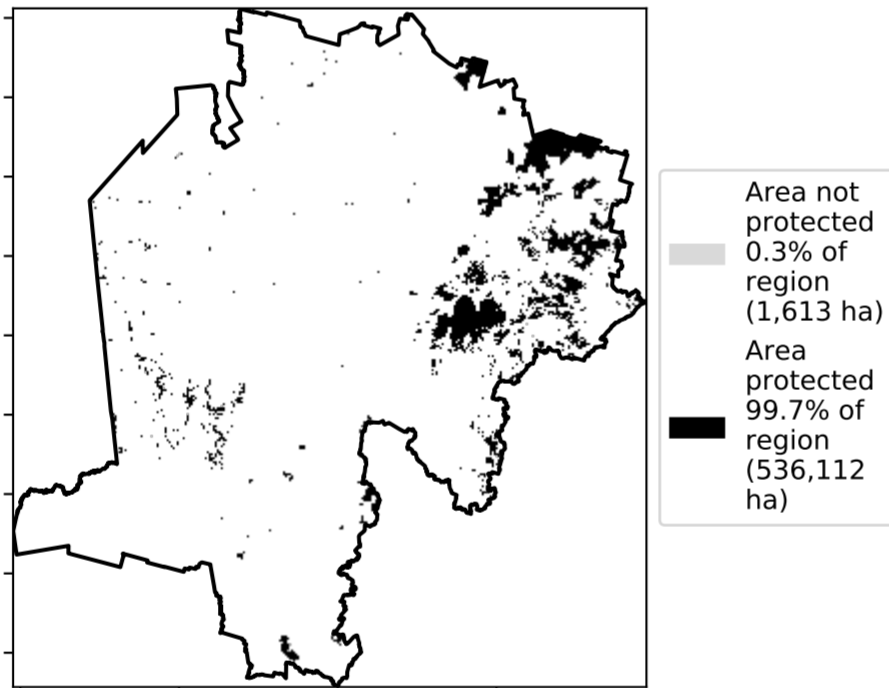 Area not
protected
0.3% of
region
(1,613 ha)
Area
protected
99.7% of
region
(536,112
ha)